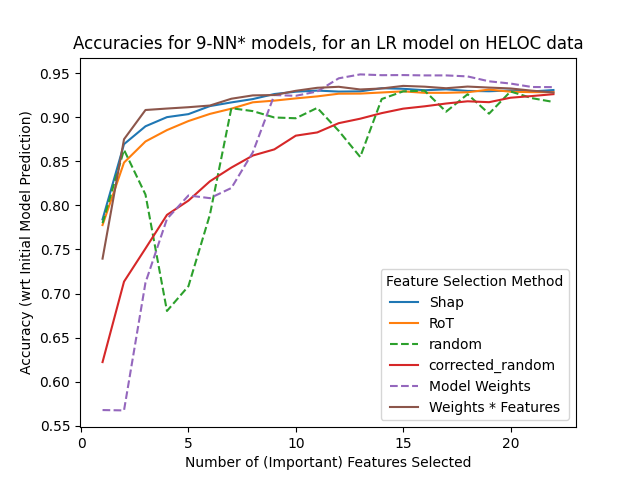 Accuracies for 9-NN* models, for an LR model on HELOC data
Accuracy (wrt Initial Model Prediction)
0.95
0.90
0.85
0.80
0.75
0.70
0.65
0.60
0.55
Feature Selection Method
Shap
RoT
random
corrected_random
Model Weights
Weights * Features
0 5 10 15 20
Number of (Important) Features Selected